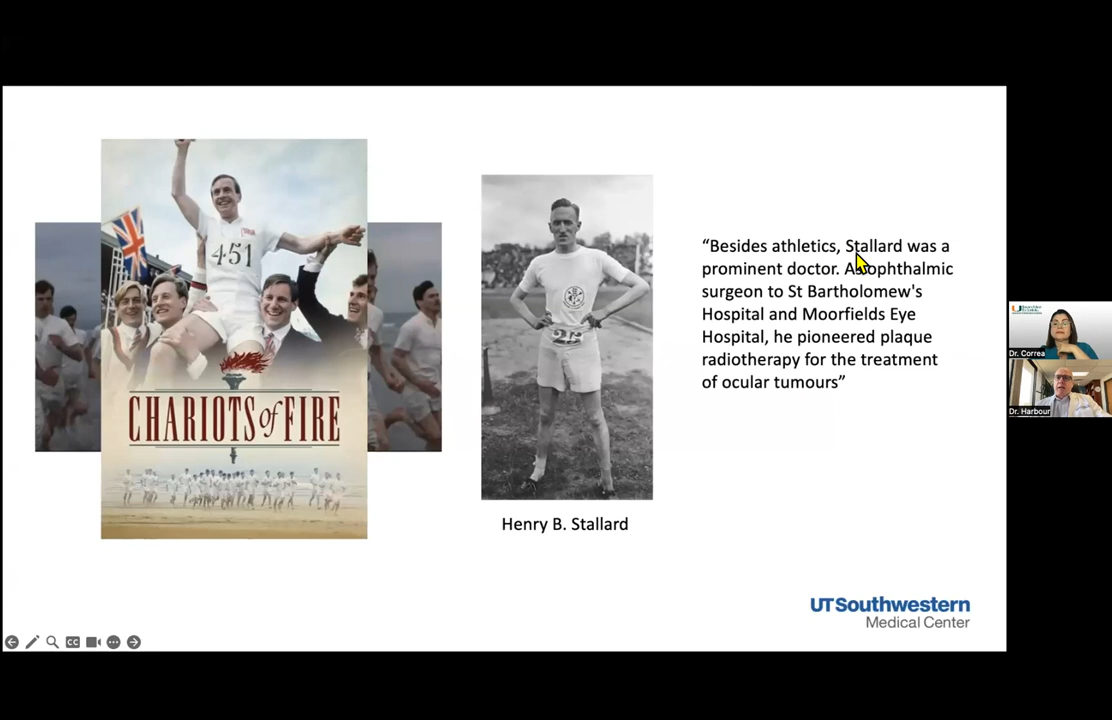 451
CHARIOTS of FIRE
Henry B. Stallard
“Besides athletics, Stallard was a
prominent doctor. ophthalmic
surgeon to St Bartholomew's
Hospital and Moorfields Eye
Hospital, he pioneered plaque
radiotherapy for the treatment
of ocular tumours”
UTSouthwestern
Medical Center
CC
Dr. Correa
Dr. Harbour